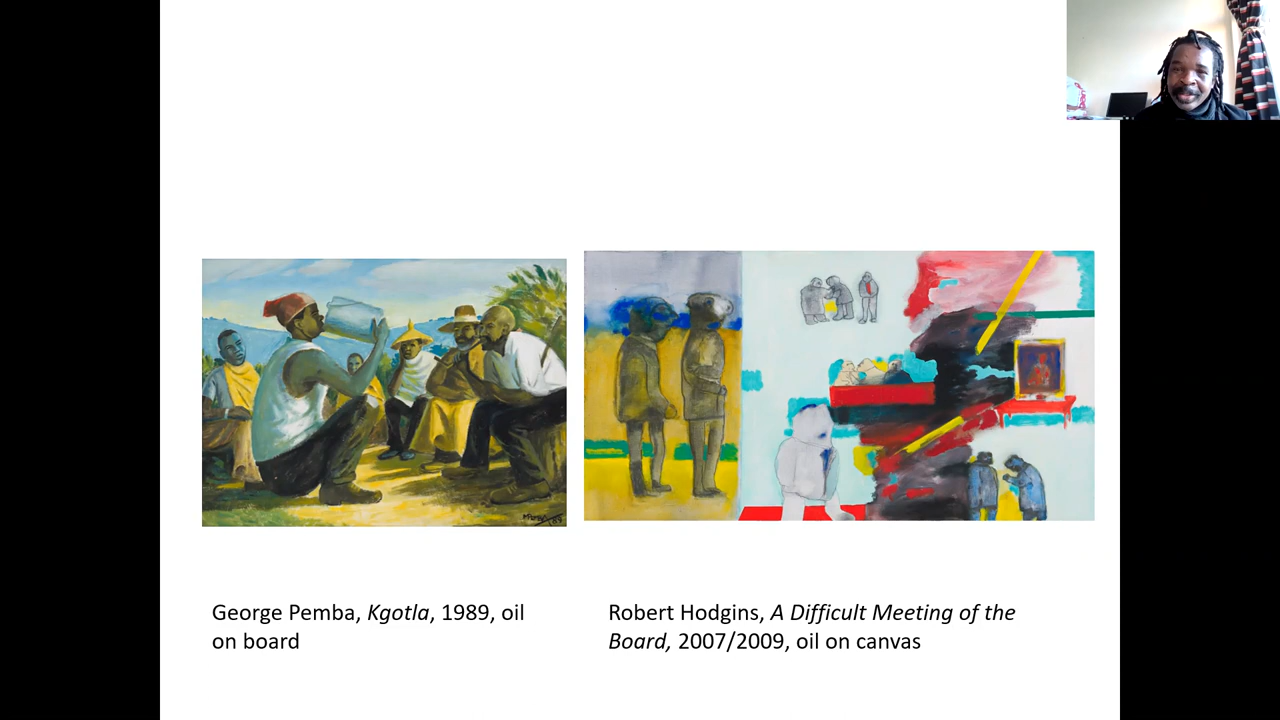 George Pemba, Kgotla, 1989, oil
on board
Robert Hodgins, A Difficult Meeting of the
Board, 2007/2009, oil on canvas